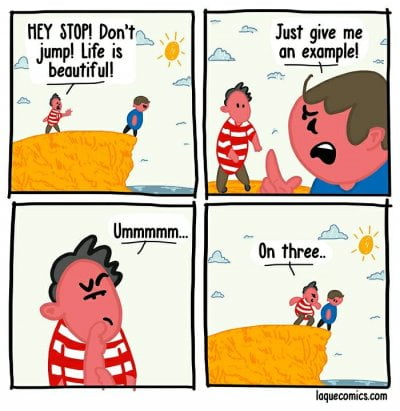 HEY STOP! Don't
jump! Life is
beautiful!
Just give me
an example!
Ummmmm...
On three..
laquecomics.com